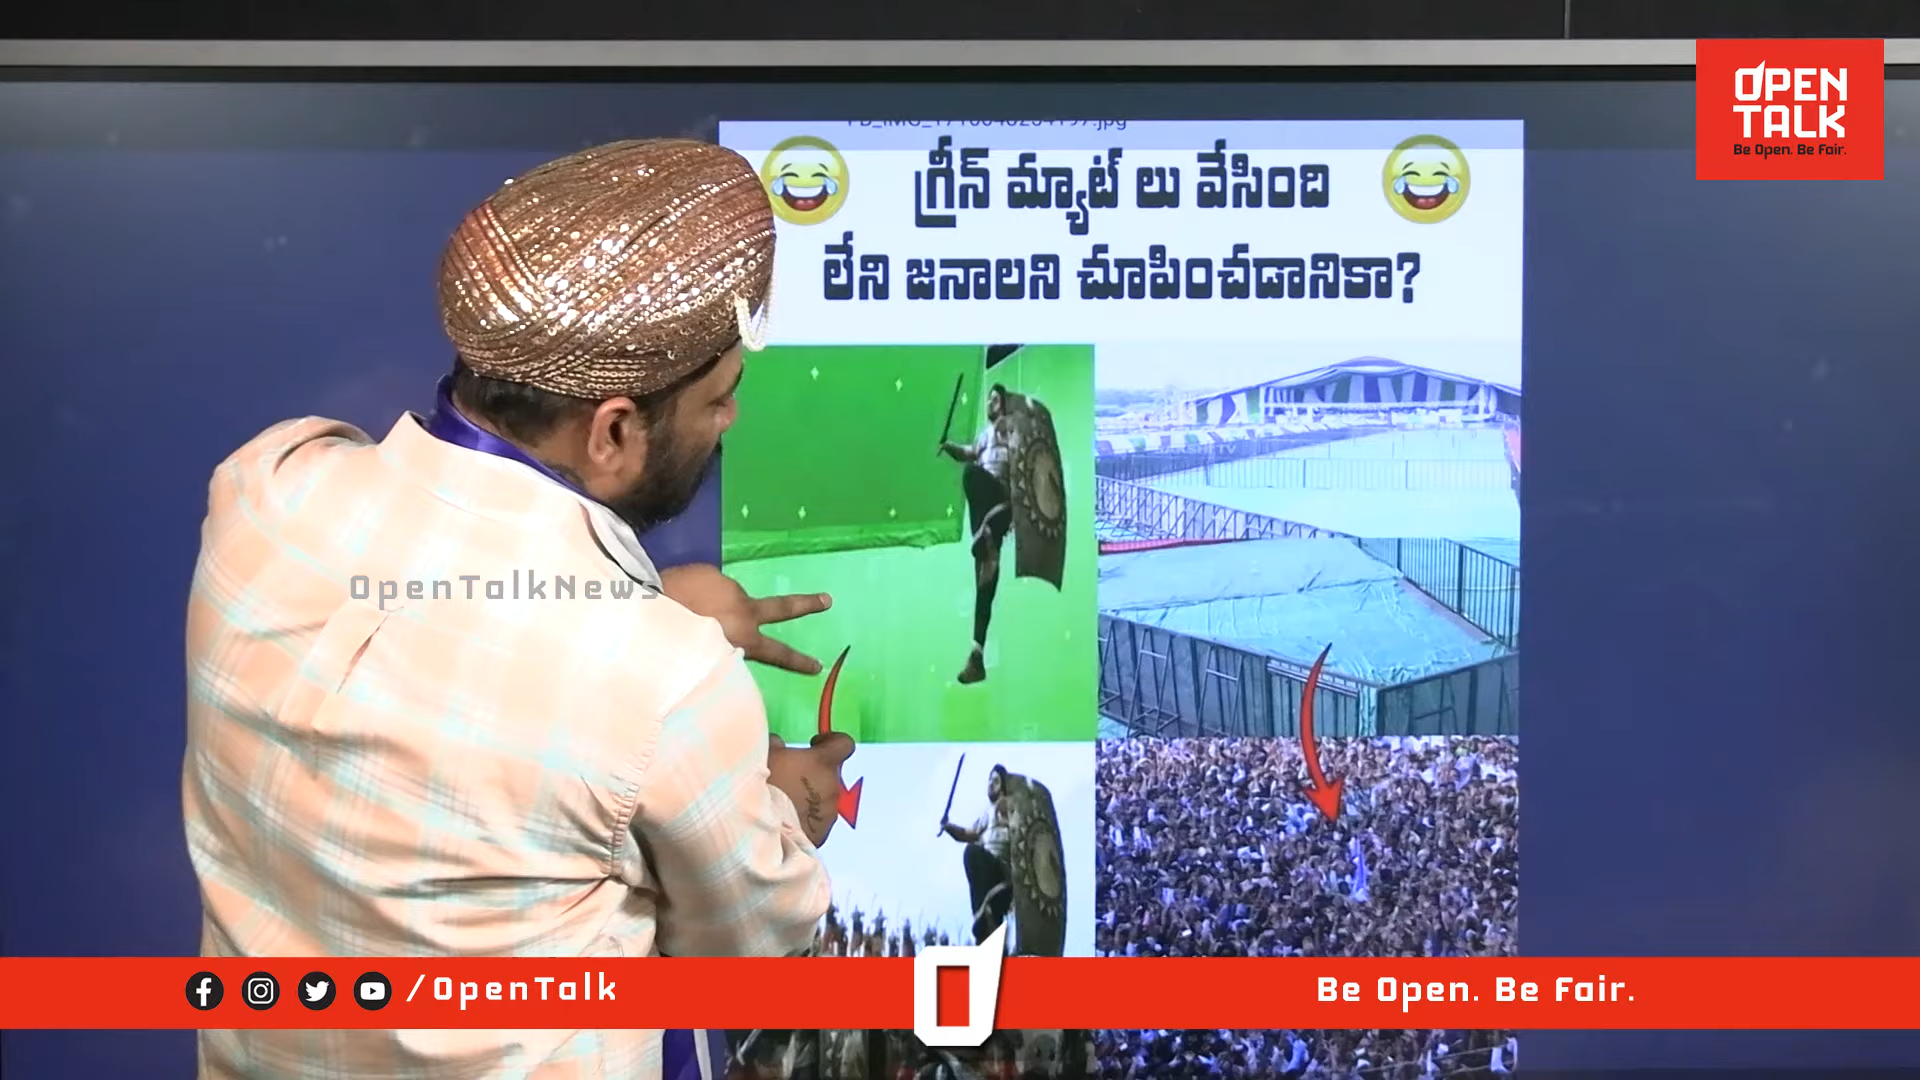 OPEN
TALK
Be Open. Be Fair.
గ్రీన్ మ్యాట్ లు వేసింది
లేని జనాలని చూపించడానికా?
OpenTalkNews
/OpenTalk
Be Open. Be Fair.